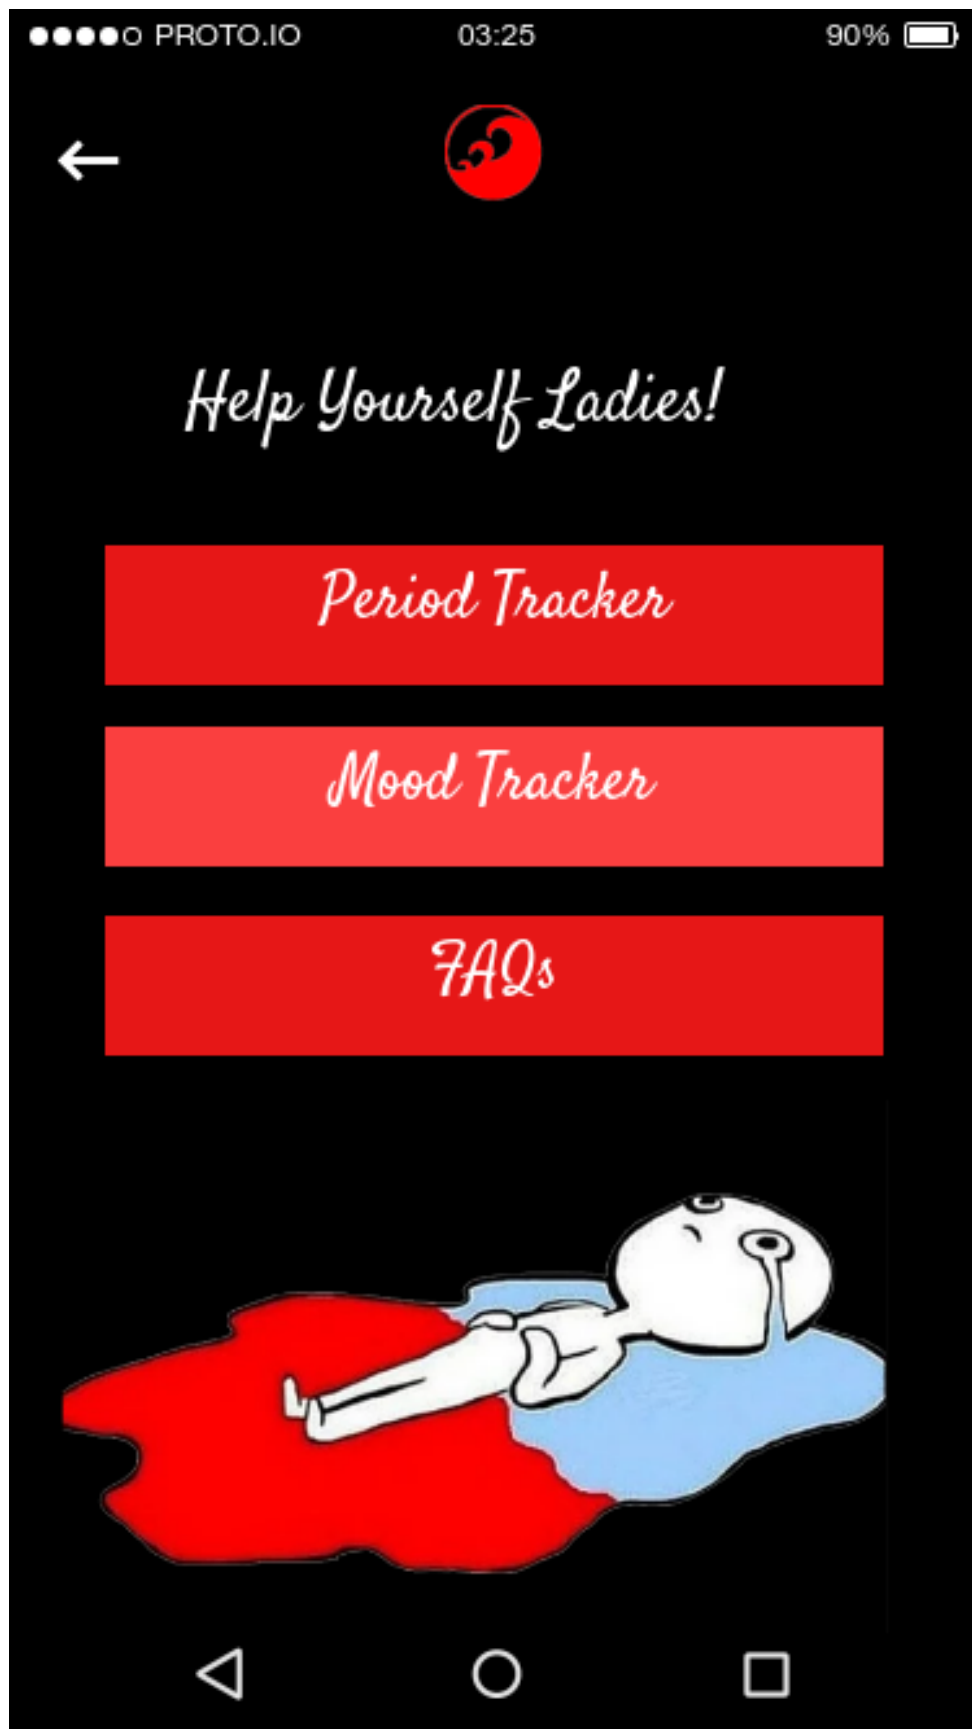 PROTO.IO 03:25 90%
Help Yourself Ladies!
Period Tracker
Mood Tracker
FAQs